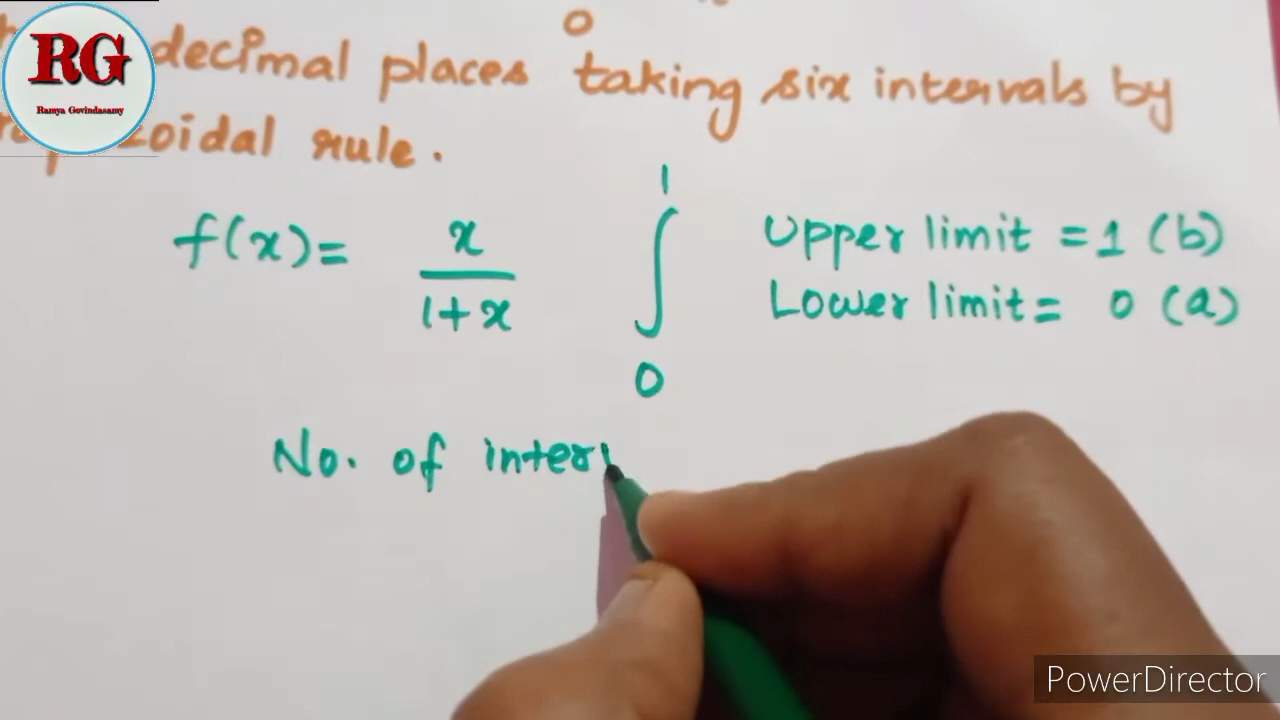 RG
Ramya Govindasamy
0
decimal places taking six intervals by
zoidal rule.
f(x)= x/1+x ∫ 1 0 Upper limit = 1 (b)
Lower limit = 0 (a)
No. of inter
PowerDirector